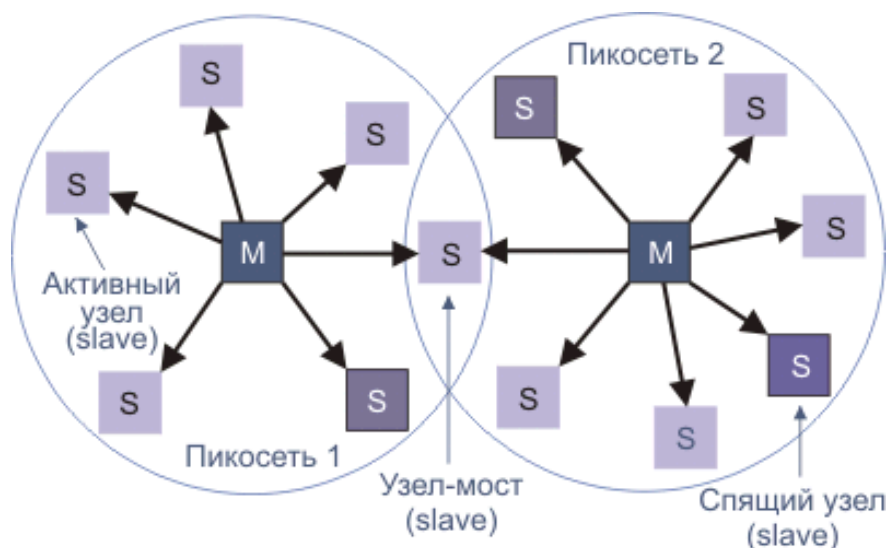 Пикосеть 2
S
S
S
S
S
S
S
M
S
M
Активный
узел
(slave)
S
S
S
S
S
Пикосеть 1
Узел-мост
(slave)
Спящий узел
(slave)